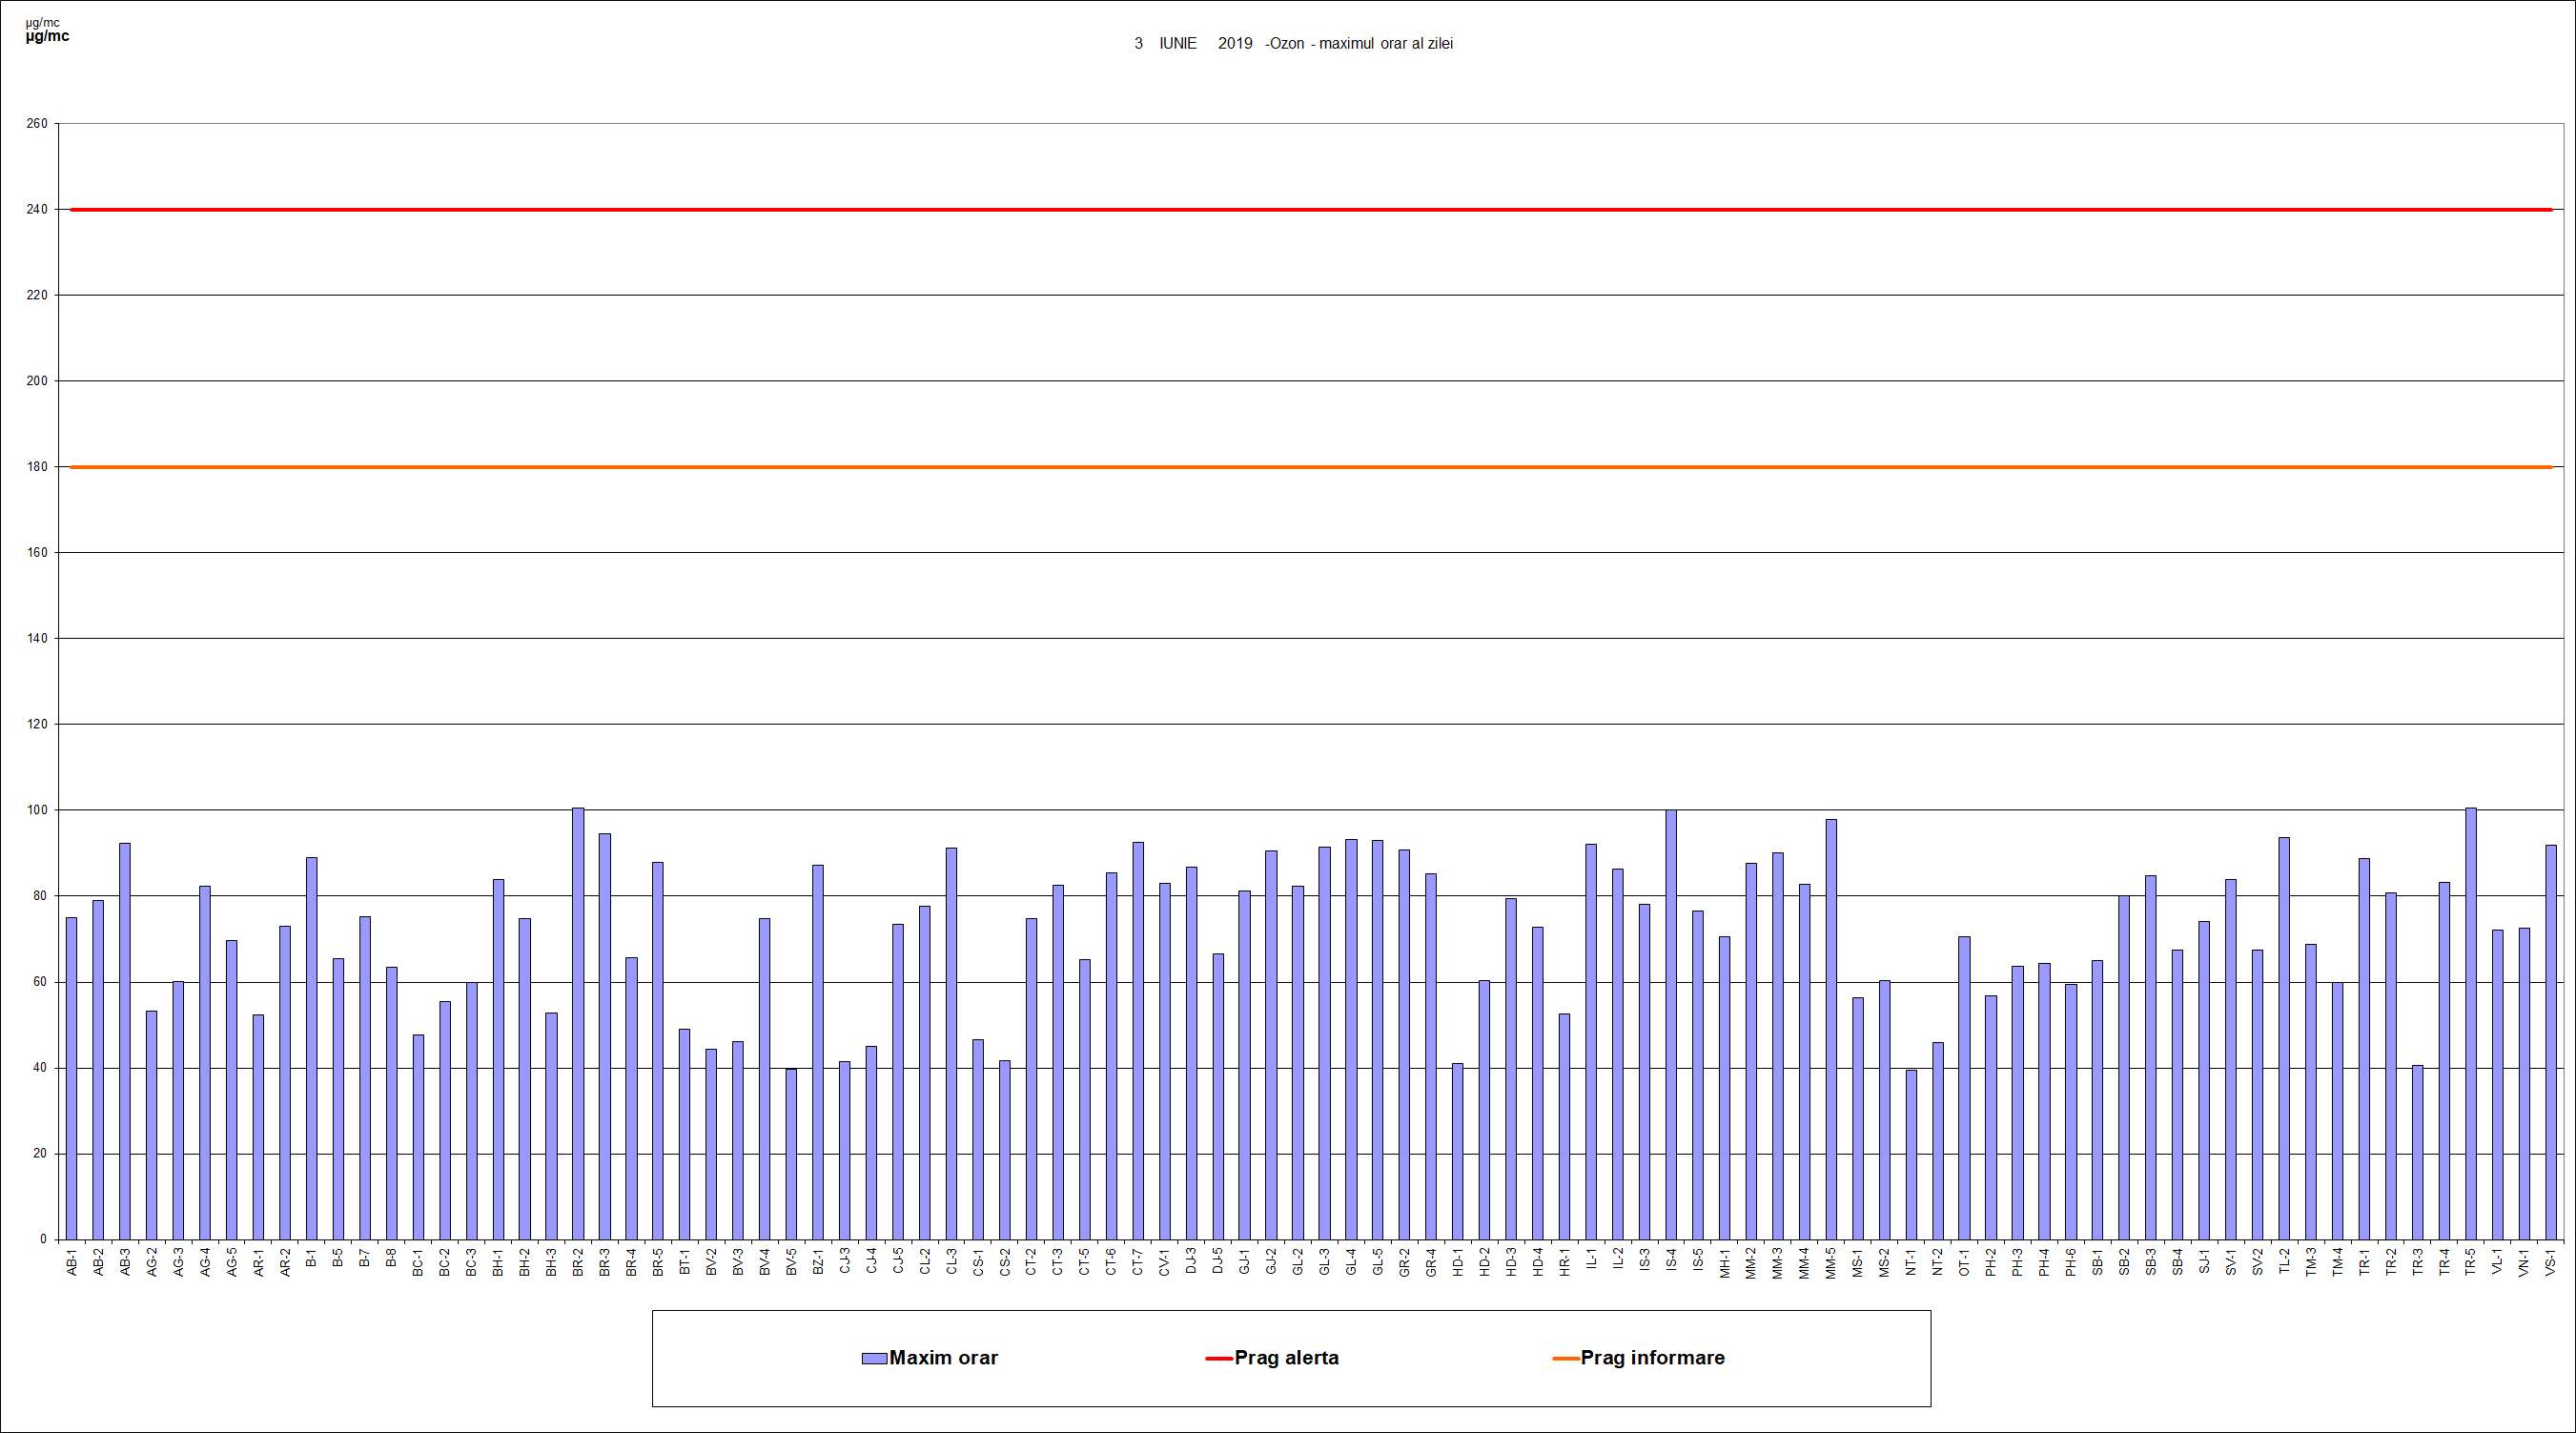 µg/mc
µg/mc
3 IUNIE 2019 -Ozon - maximul orar al zilei
260
240
220
200
180
160
140
120
100
80
60
40
20
0
AB-1 AB-2 AB-3 AG-2 AG-3 AG-4 AG-5 AR-1 AR-2 B-1 B-5 B-7 B-8 BC-1 BC-2 BC-3 BH-1 BH-2 BH-3 BR-2 BR-3 BR-4 BR-5 BT-1 BV-2 BV-3 BV-4 BV-5 BZ-1 CJ-3 CJ-4 CJ-5 CL-2 CL-3 CS-1 CS-2 CT-2 CT-3 CT-5 CT-6 CT-7 CV-1 DJ-3 DJ-5 GJ-1 GJ-2 GL-2 GL-3 GL-4 GL-5 GR-2 GR-4 HD-1 HD-2 HD-3 HD-4 HR-1 IL-1 IL-2 IS-3 IS-4 IS-5 MH-1 MM-2 MM-3 MM-4 MM-5 MS-1 MS-2 NT-1 NT-2 OT-1 PH-2 PH-3 PH-4 PH-6 SB-1 SB-2 SB-3 SB-4 SJ-1 SV-1 SV-2 TL-2 TM-3 TM-4 TR-1 TR-2 TR-3 TR-4 TR-5 VL-1 VN-1 VS-1
Maxim orar Prag alerta Prag informare